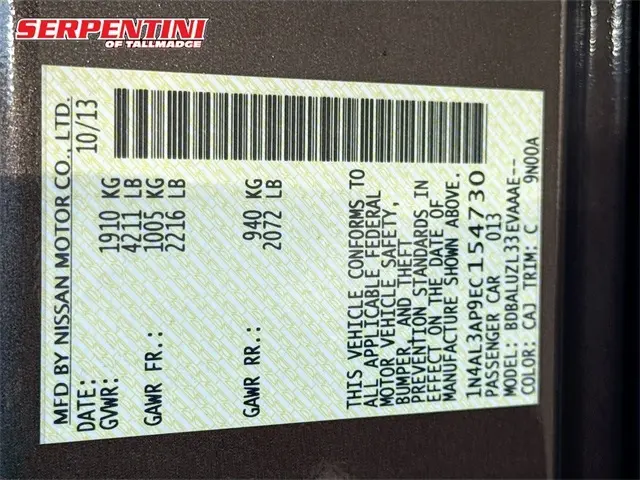 SERPENTINI
OF TALLMADGE
MFD BY NISSAN MOTOR CO., LTD.
DATE: 10/13
GVWR: 1910 KG
4211 LB
GAWR FR.: 1005 KG
2216 LB
GAWR RR.: 940 KG
2072 LB
THIS VEHICLE CONFORMS TO
ALL APPLICABLE FEDERAL
MOTOR VEHICLE SAFETY,
BUMPER, AND THEFT
PREVENTION STANDARDS IN
EFFECT ON THE DATE OF
MANUFACTURE SHOWN ABOVE.
1N4AL3AP9EC154730
PASSENGER CAR 013
MODEL: BDBALUZL33EVAAAE--
COLOR: CAJ TRIM: C 9N00A